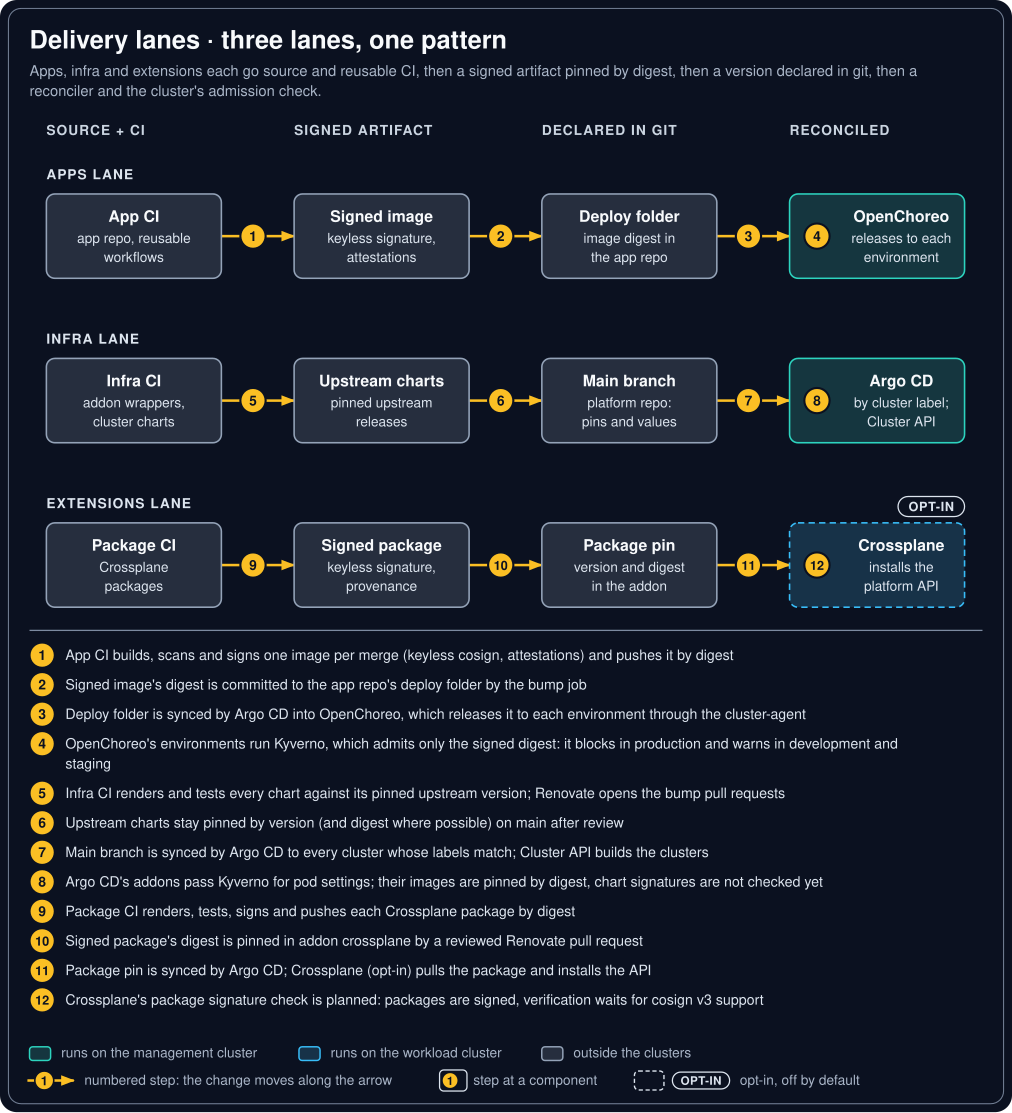 Delivery lanes · three lanes, one pattern
Apps, infra and extensions each go source and reusable CI, then a signed artifact pinned by digest, then a version declared in git, then a
reconciler and the cluster's admission check.
SOURCE + CI
SIGNED ARTIFACT
DECLARED IN GIT
RECONCILED
APPS LANE
App CI
app repo, reusable
workflows
1
Signed image
keyless signature,
attestations
2
Deploy folder
image digest in
the app repo
3
4
OpenChoreo
releases to each
environment
INFRA LANE
Infra CI
addon wrappers,
cluster charts
5
Upstream charts
pinned upstream
releases
6
Main branch
platform repo:
pins and values
7
8
Argo CD
by cluster label;
Cluster API
EXTENSIONS LANE
OPT-IN
Package CI
Crossplane
packages
9
Signed package
keyless signature,
provenance
10
Package pin
version and digest
in the addon
11
12
Crossplane
installs the
platform API
1 App CI builds, scans and signs one image per merge (keyless cosign, attestations) and pushes it by digest
2 Signed image's digest is committed to the app repo's deploy folder by the bump job
3 Deploy folder is synced by Argo CD into OpenChoreo, which releases it to each environment through the cluster-agent
4 OpenChoreo's environments run Kyverno, which admits only the signed digest: it blocks in production and warns in development and
staging
5 Infra CI renders and tests every chart against its pinned upstream version; Renovate opens the bump pull requests
6 Upstream charts stay pinned by version (and digest where possible) on main after review
7 Main branch is synced by Argo CD to every cluster whose labels match; Cluster API builds the clusters
8 Argo CD's addons pass Kyverno for pod settings; their images are pinned by digest, chart signatures are not checked yet
9 Package CI renders, tests, signs and pushes each Crossplane package by digest
10 Signed package's digest is pinned in addon crossplane by a reviewed Renovate pull request
11 Package pin is synced by Argo CD; Crossplane (opt-in) pulls the package and installs the API
12 Crossplane's package signature check is planned: packages are signed, verification waits for cosign v3 support
runs on the management cluster
runs on the workload cluster
outside the clusters
1 numbered step: the change moves along the arrow
1 step at a component
OPT-IN opt-in, off by default